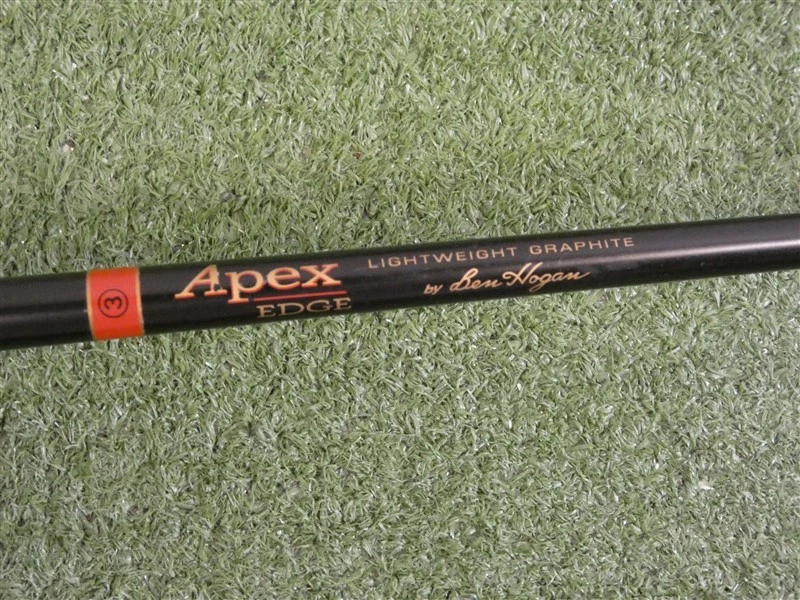 ③
Apex
EDGE
LIGHTWEIGHT GRAPHITE
by Ben Hogan